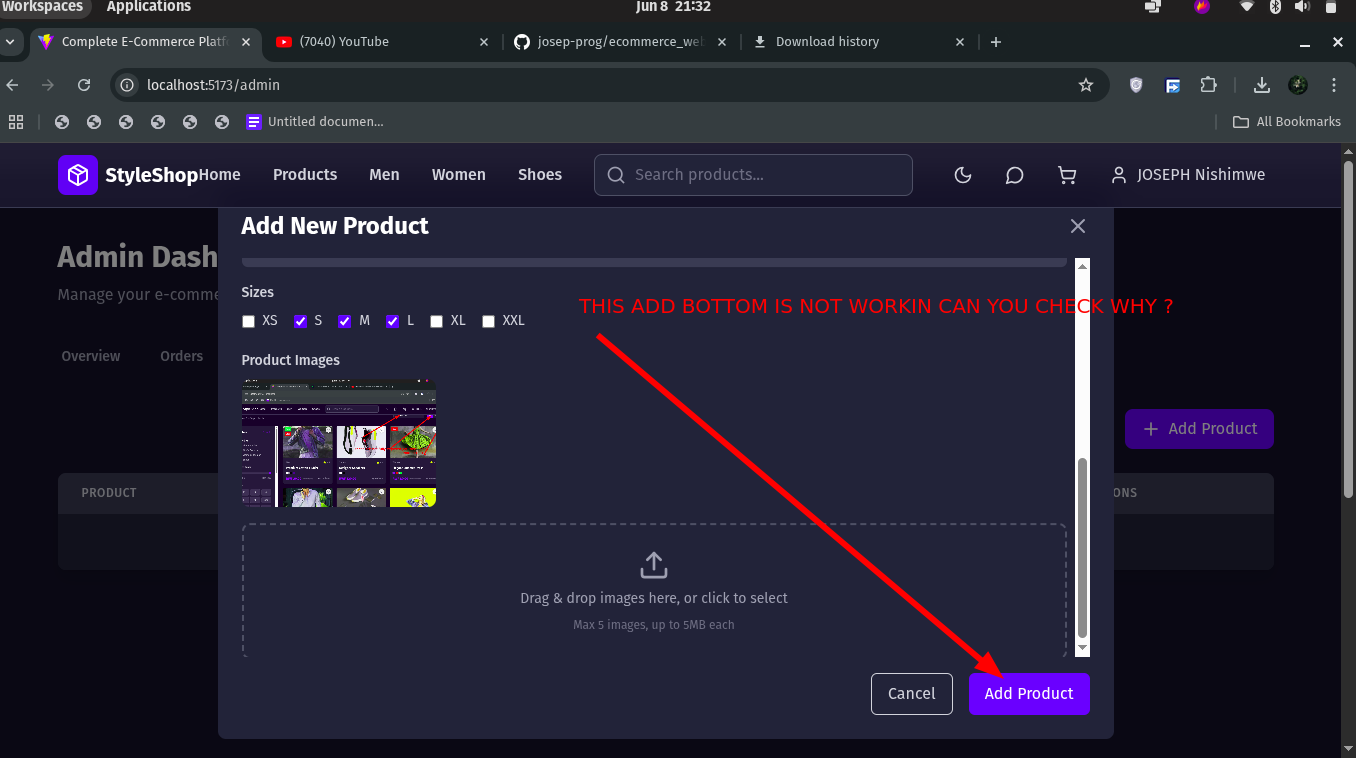 Workspaces Applications Jun 8 21:32
Complete E-Commerce Platf (7040) YouTube josep-prog/ecommerce_web Download history
localhost:5173/admin
Untitled documen... All Bookmarks
StyleShop Home Products Men Women Shoes Search products... JOSEPH Nishimwe
Add New Product
Admin Dash
Manage your e-comme
Sizes
THIS ADD BOTTOM IS NOT WORKIN CAN YOU CHECK WHY ?
XS S M L XL XXL
Overview Orders
Product Images
Add Product
PRODUCT
ONS
Drag & drop images here, or click to select
Max 5 images, up to 5MB each
Cancel Add Product